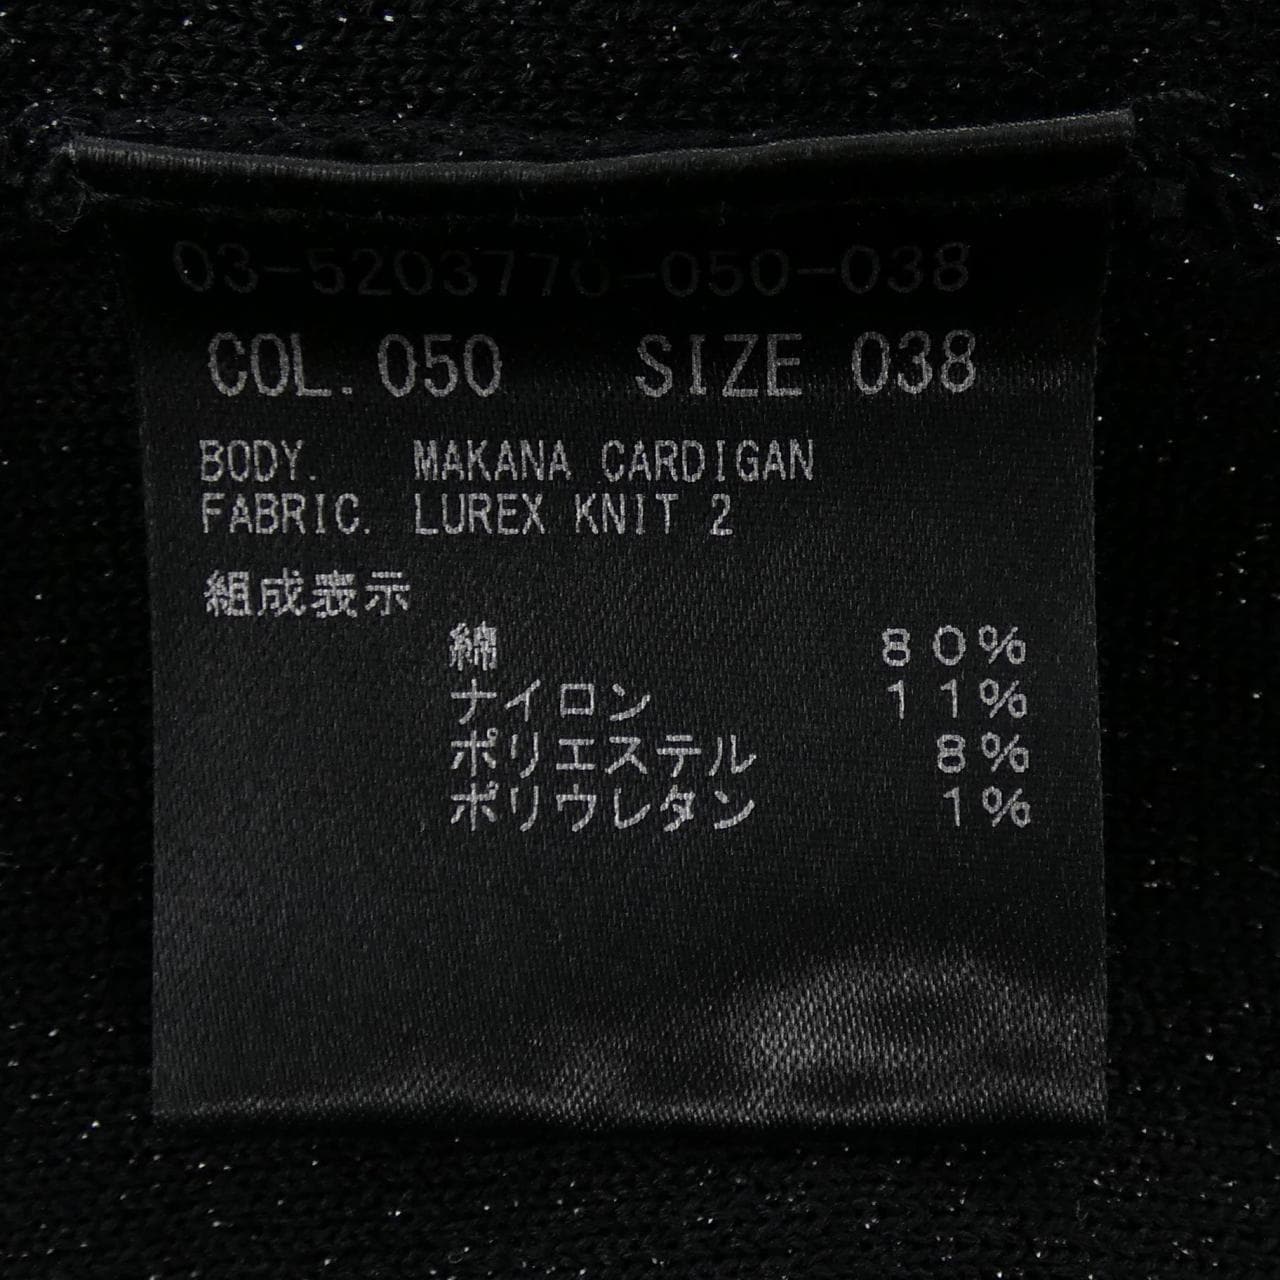 03-5203770-050-038
COL. 050 SIZE 038
BODY. MAKANA CARDIGAN
FABRIC. LUREX KNIT 2
組成表示
綿 80%
ナイロン 11%
ポリエステル 8%
ポリウレタン 1%